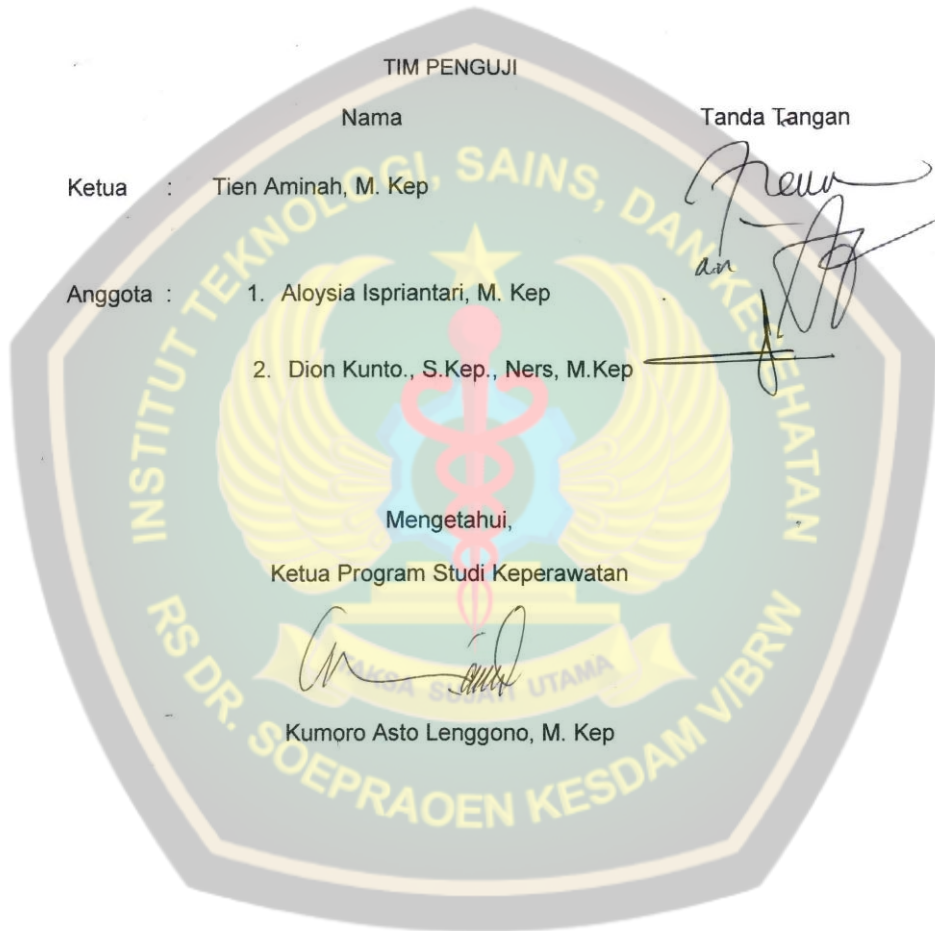 TIM PENGUJI
Nama Tanda Tangan
Ketua : Tien Aminah, M. Kep
a.n
Anggota : 1. Aloysia Ispriantari, M. Kep
2. Dion Kunto., S.Kep., Ners, M.Kep
Mengetahui,
Ketua Program Studi Keperawatan
Kumoro Asto Lenggono, M. Kep
INSTITUT TEKNOLOGI, SAINS, DAN KESEHATAN
RS DR. SOEPRAOEN KESDAM V/BRW